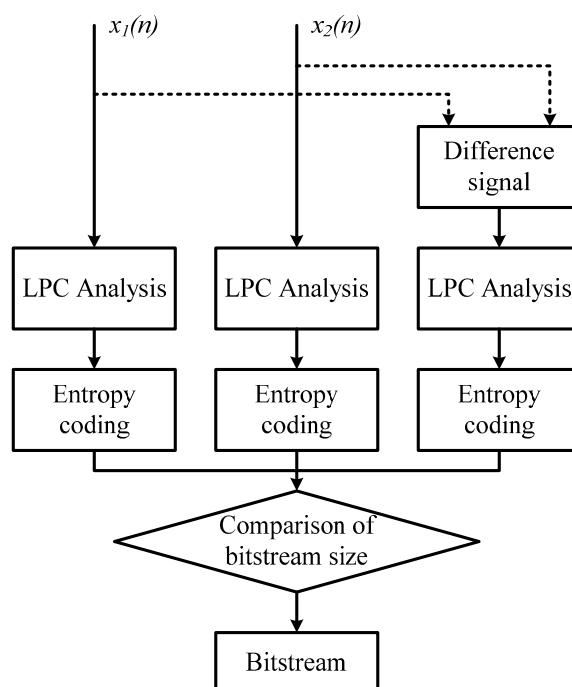 x₁(n)
x₂(n)
Difference
signal
LPC Analysis
LPC Analysis
LPC Analysis
Entropy
coding
Entropy
coding
Entropy
coding
Comparison of
bitstream size
Bitstream